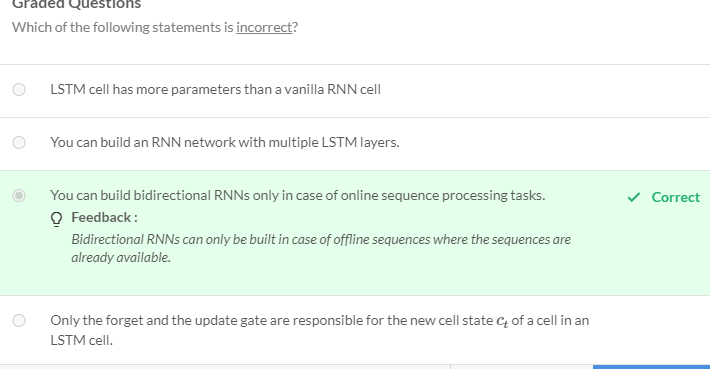 Graded Questions
Which of the following statements is incorrect?
LSTM cell has more parameters than a vanilla RNN cell
You can build an RNN network with multiple LSTM layers.
You can build bidirectional RNNs only in case of online sequence processing tasks.
Correct
Feedback :
Bidirectional RNNs can only be built in case of offline sequences where the sequences are
already available.
Only the forget and the update gate are responsible for the new cell state cₜ of a cell in an
LSTM cell.